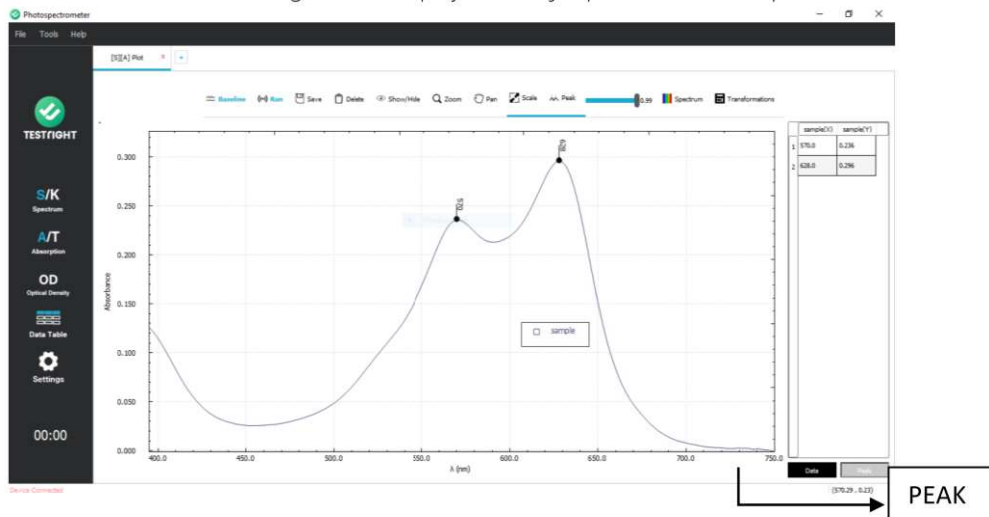 Photospectrometer
File Tools Help
[S][A] Plot × +
Baseline Run Save Delete Show/Hide Zoom Pan Scale Peak 0.99 Spectrum Transformations
TESTRIGHT
S/K
Spectrum
A/T
Absorption
OD
Optical Density
Data Table
Settings
00:00
Device Connected
Absorbance
0.300
0.250
0.200
0.150
0.100
0.050
0.000
570
628
sample
400.0 450.0 500.0 550.0 600.0 650.0 700.0 750.0
λ (nm)
sample(X) sample(Y)
1 570.0 0.236
2 628.0 0.296
Data Peak
(570.29 , 0.23)
PEAK